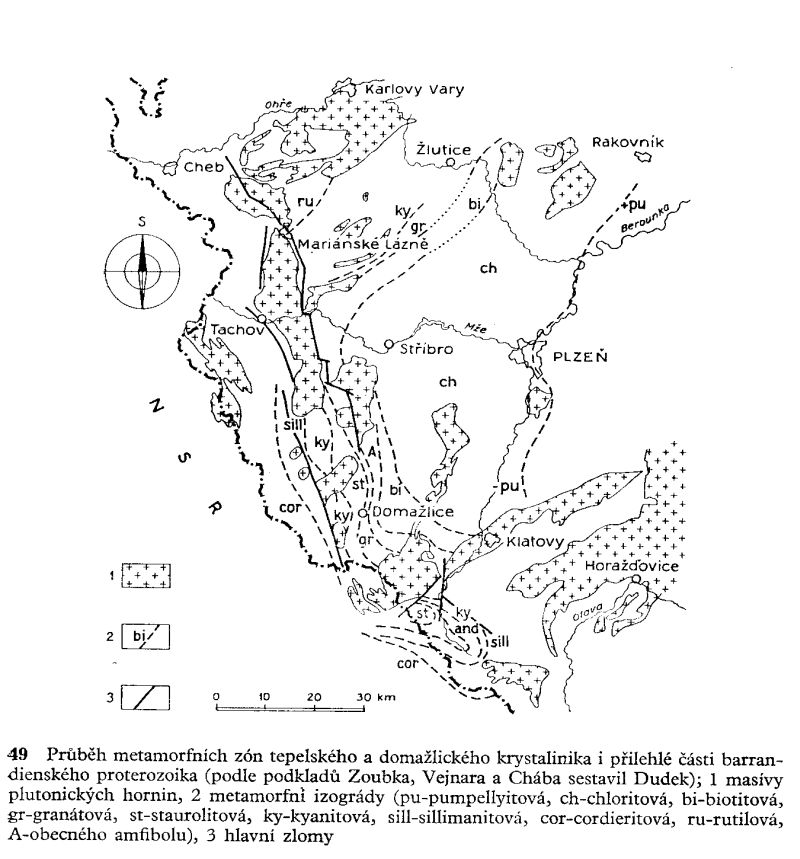 Karlovy Vary
Ohře
Rakovník
Žlutice
Cheb
ru
ky
gr
bi
+pu
Berounka
S
Mariánské Lázně
ch
Tachov
Mže
Stříbro
PLZEŇ
ch
N S R
sill
ky
A
st
bi
-pu
cor
Domažlice
ky
gr
Klatovy
Horažďovice
1
Otava
st
ky
and
sill
2 bi
cor
3
0 10 20 30 km
49 Průběh metamorfních zón tepelského a domažlického krystalinika i přilehlé části barran-
dienského proterozoika (podle podkladů Zoubka, Vejnara a Chába sestavil Dudek); 1 masívy
plutonických hornin, 2 metamorfní izogrády (pu-pumpellyitová, ch-chloritová, bi-biotitová,
gr-granátová, st-staurolitová, ky-kyanitová, sill-sillimanitová, cor-cordieritová, ru-rutilová,
A-obecného amfibolu), 3 hlavní zlomy